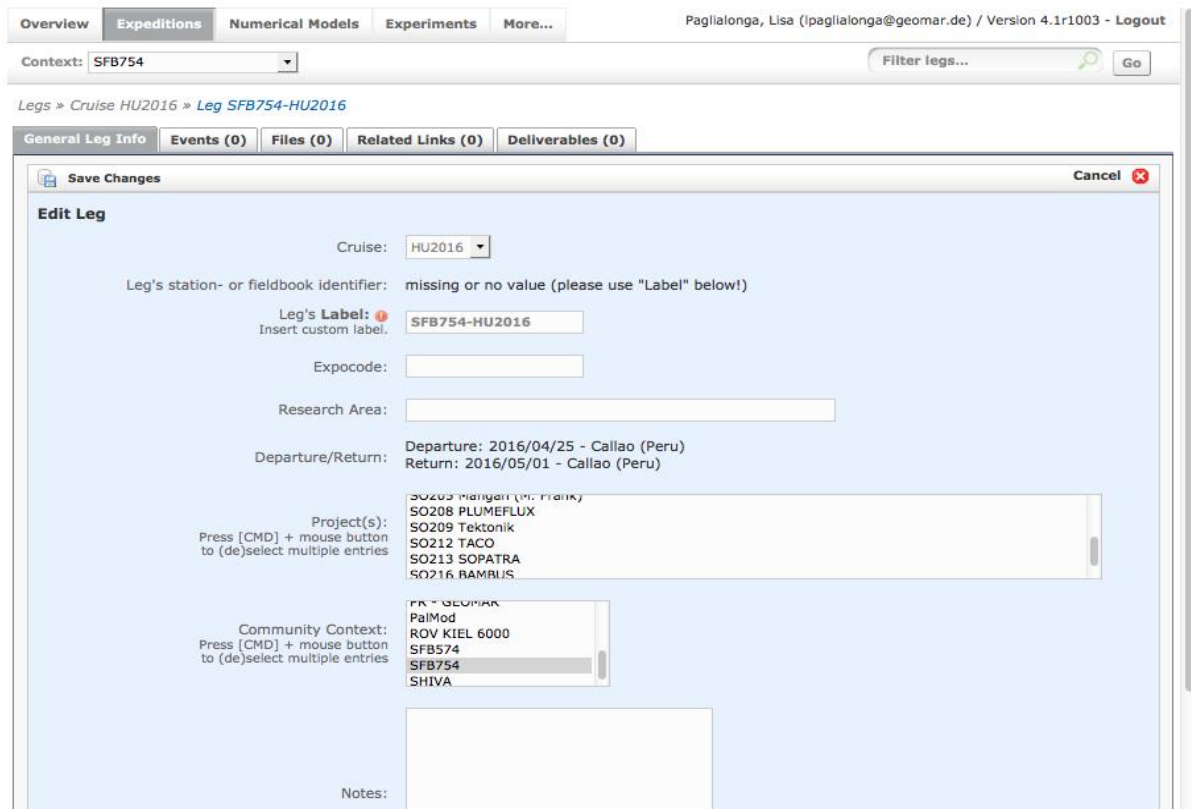 Overview Expeditions Numerical Models Experiments More... Paglialonga, Lisa (lpaglialonga@geomar.de) / Version 4.1r1003 - Logout
Context: SFB754 Filter legs... Go
Legs » Cruise HU2016 » Leg SFB754-HU2016
General Leg Info Events (0) Files (0) Related Links (0) Deliverables (0)
Save Changes Cancel
Edit Leg
Cruise: HU2016
Leg's station- or fieldbook identifier: missing or no value (please use "Label" below!)
Leg's Label: SFB754-HU2016
Insert custom label.
Expocode:
Research Area:
Departure/Return:
Departure: 2016/04/25 - Callao (Peru)
Return: 2016/05/01 - Callao (Peru)
Project(s):
Press [CMD] + mouse button
to (de)select multiple entries
SO205 Mangan (M. Frank)
SO208 PLUMEFLUX
SO209 Tektonik
SO212 TACO
SO213 SOPATRA
SO216 BAMBUS
Community Context:
Press [CMD] + mouse button
to (de)select multiple entries
PR - GEOMAR
PalMod
ROV KIEL 6000
SFB574
SFB754
SHIVA
Notes: